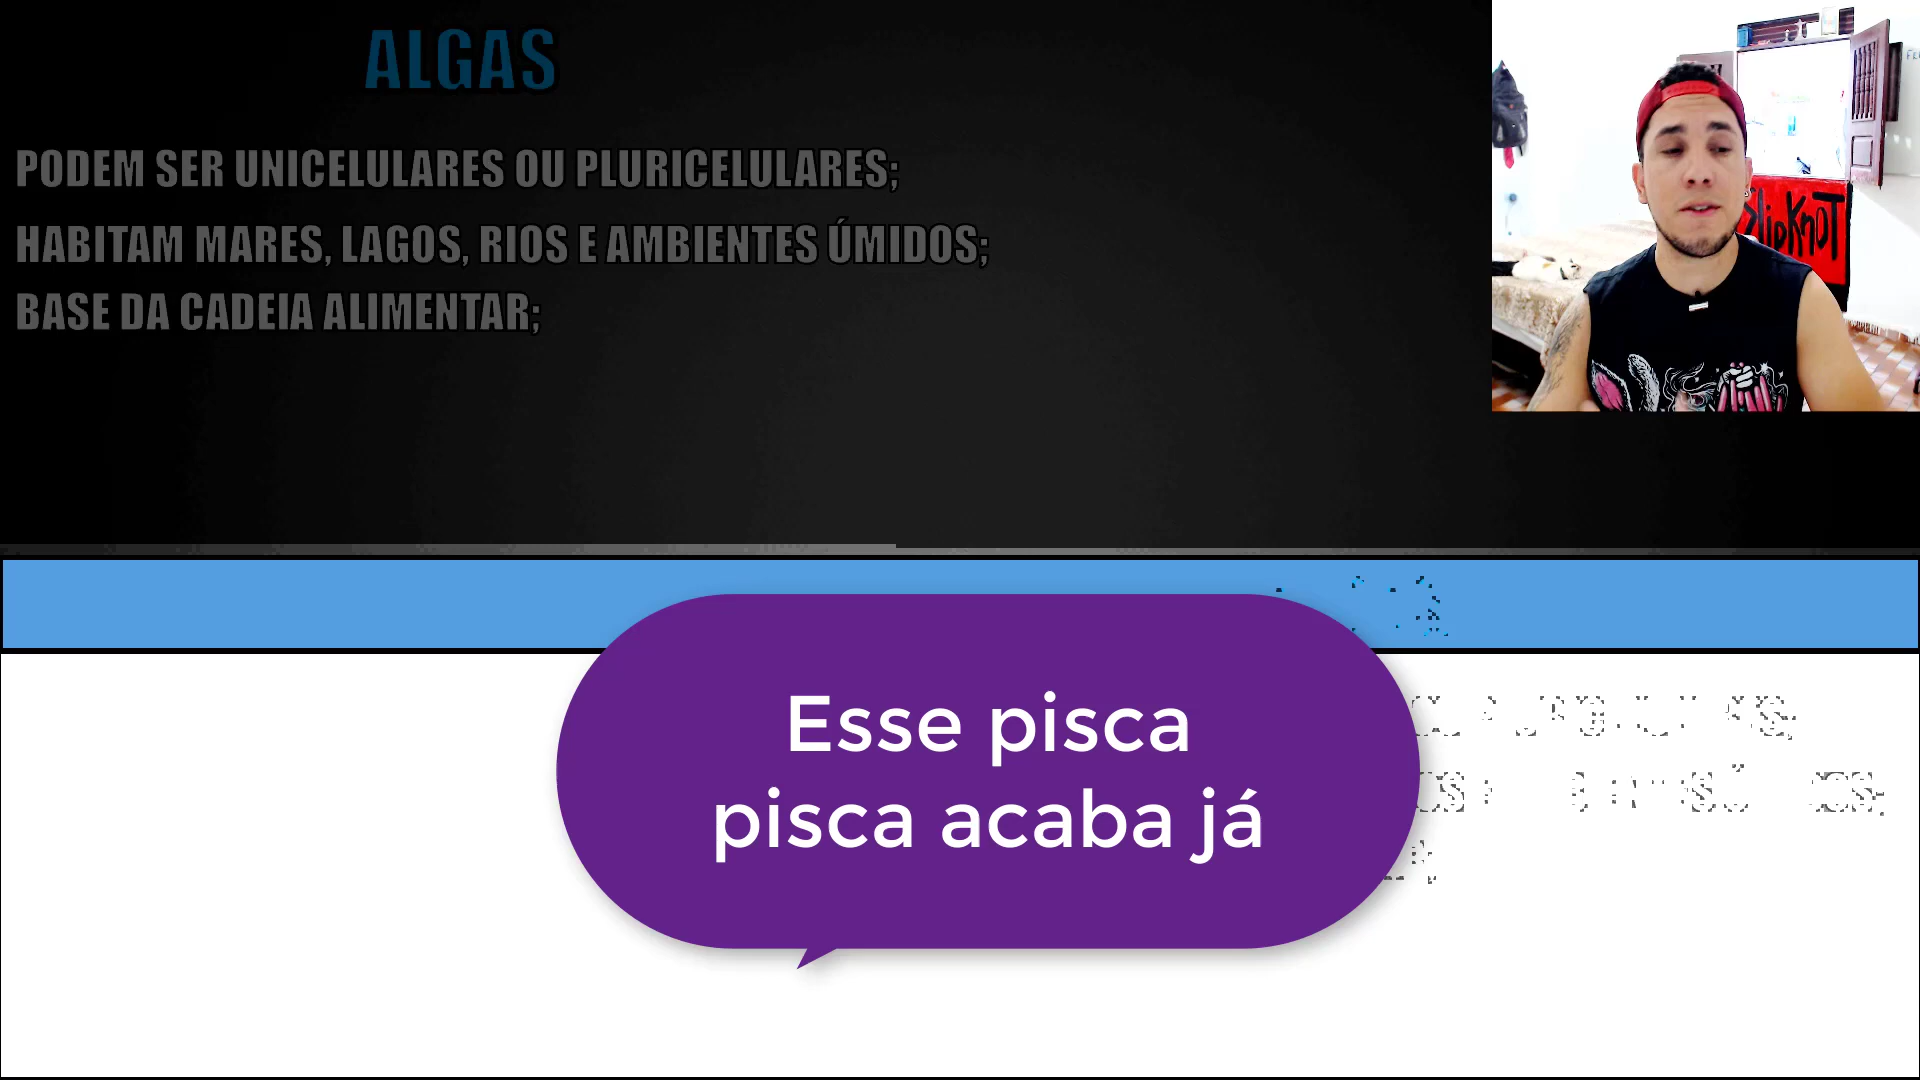 ALGAS
PODEM SER UNICELULARES OU PLURICELULARES;
HABITAM MARES, LAGOS, RIOS E AMBIENTES ÚMIDOS;
BASE DA CADEIA ALIMENTAR;
SlipKnoT
Esse pisca
pisca acaba já